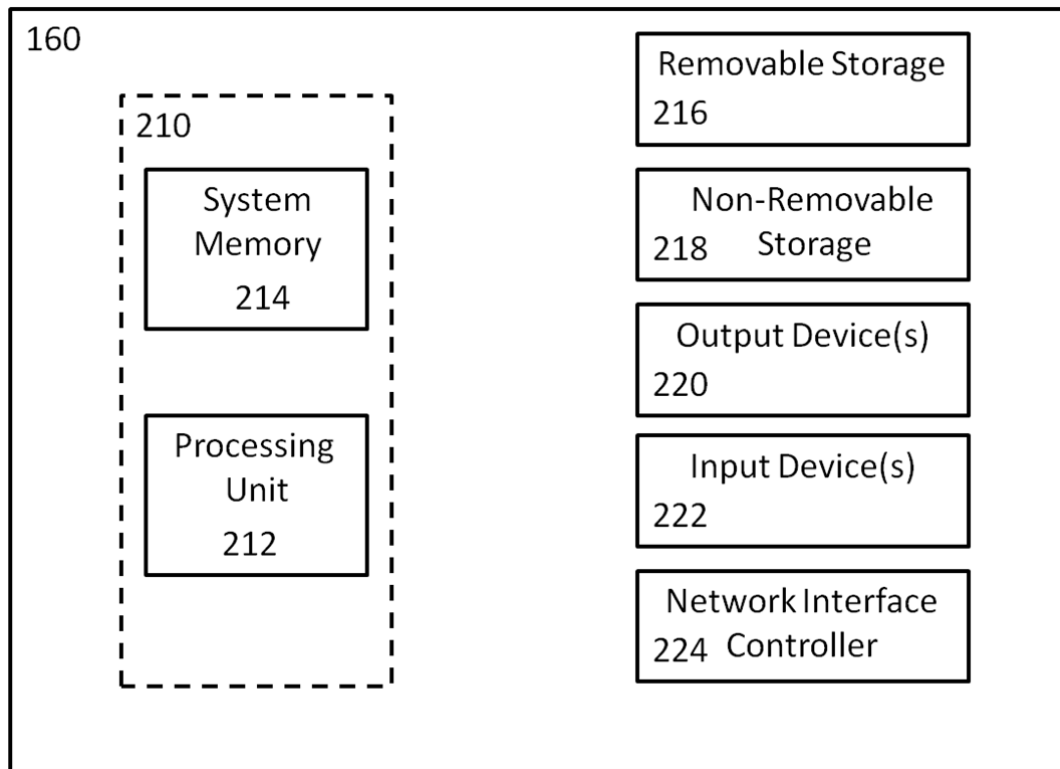 160
210
System
Memory
214
Processing
Unit
212
Removable Storage
216
Non-Removable
218 Storage
Output Device(s)
220
Input Device(s)
222
Network Interface
224 Controller